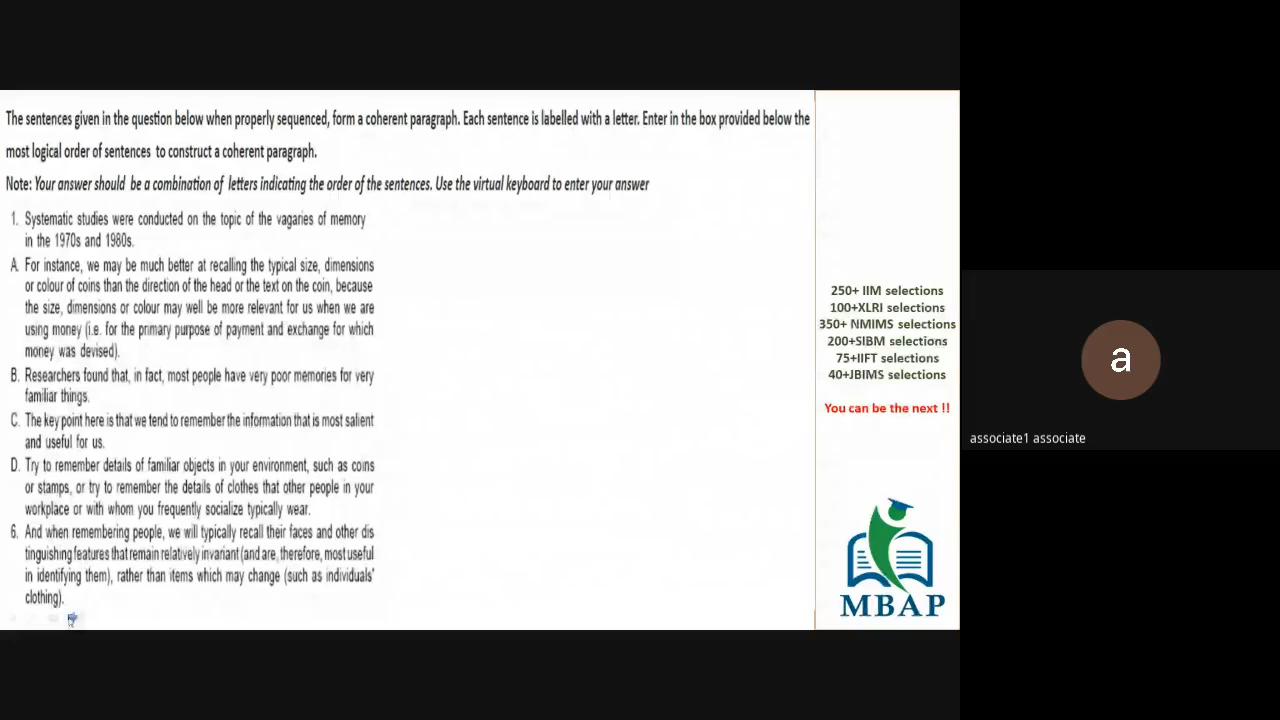 The sentences given in the question below when properly sequenced, form a coherent paragraph. Each sentence is labelled with a letter. Enter in the box provided below the
most logical order of sentences to construct a coherent paragraph.
Note: Your answer should be a combination of letters indicating the order of the sentences. Use the virtual keyboard to enter your answer
1. Systematic studies were conducted on the topic of the vagaries of memory
in the 1970s and 1980s.
A. For instance, we may be much better at recalling the typical size, dimensions
or colour of coins than the direction of the head or the text on the coin, because
the size, dimensions or colour may well be more relevant for us when we are
using money (i.e. for the primary purpose of payment and exchange for which
money was devised).
B. Researchers found that, in fact, most people have very poor memories for very
familiar things.
C. The key point here is that we tend to remember the information that is most salient
and useful for us.
D. Try to remember details of familiar objects in your environment, such as coins
or stamps, or try to remember the details of clothes that other people in your
workplace or with whom you frequently socialize typically wear.
6. And when remembering people, we will typically recall their faces and other dis
tinguishing features that remain relatively invariant (and are, therefore, most useful
in identifying them), rather than items which may change (such as individuals'
clothing).
250+ IIM selections
100+XLRI selections
350+ NMIMS selections
200+SIBM selections
75+IIFT selections
40+JBIMS selections
You can be the next !!
MBAP
a
associate1 associate